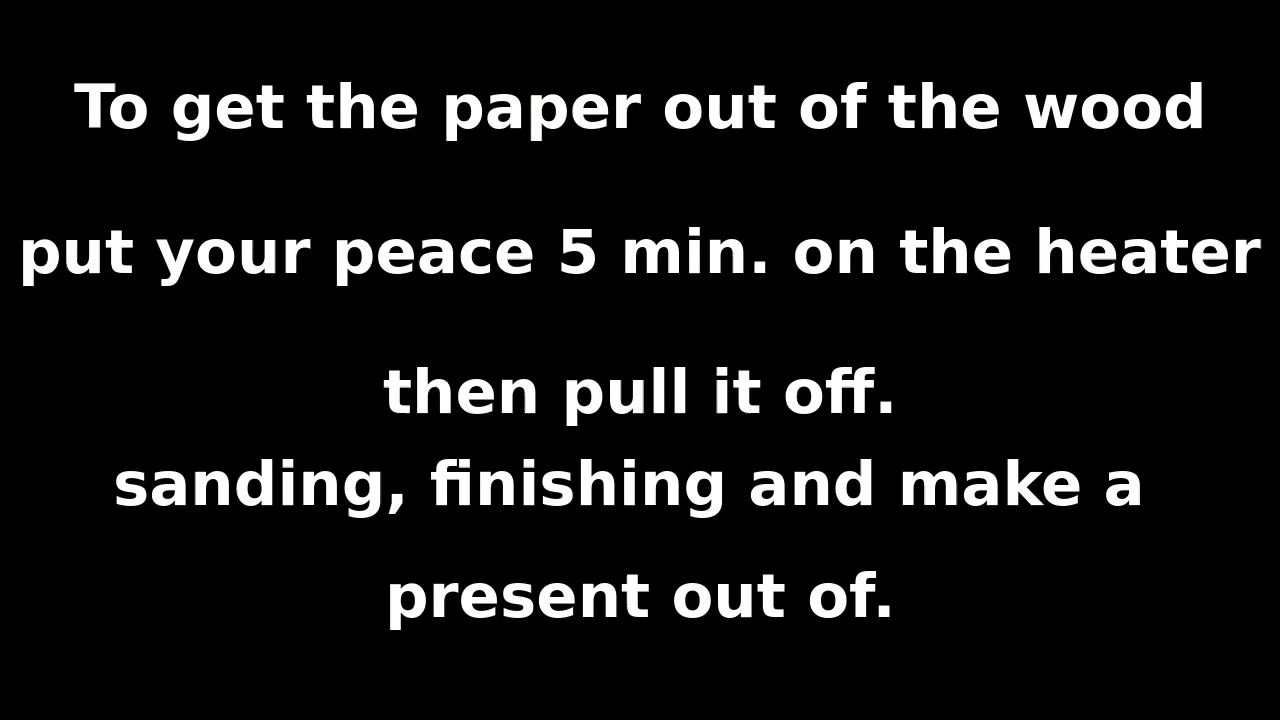 To get the paper out of the wood
put your peace 5 min. on the heater
then pull it off.
sanding, finishing and make a
present out of.